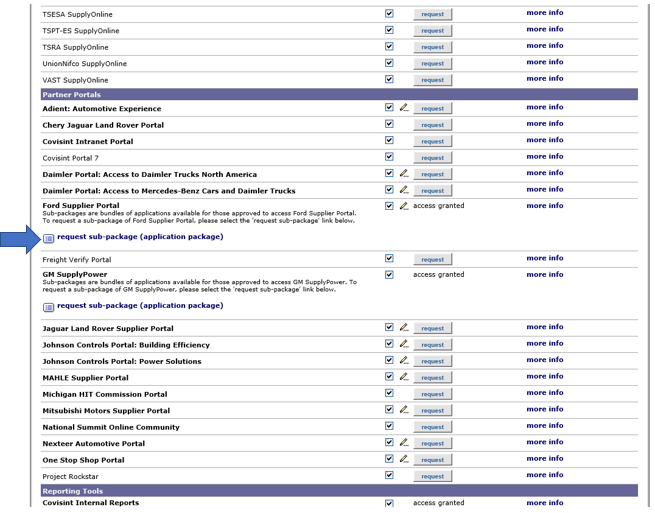 TSESA SupplyOnline request more info
TSPT-ES SupplyOnline request more info
TSRA SupplyOnline request more info
UnionNifco SupplyOnline request more info
VAST SupplyOnline request more info
Partner Portals
Adient: Automotive Experience request more info
Chery Jaguar Land Rover Portal request more info
Covisint Intranet Portal request more info
Covisint Portal 7 request more info
Daimler Portal: Access to Daimler Trucks North America request more info
Daimler Portal: Access to Mercedes-Benz Cars and Daimler Trucks request more info
Ford Supplier Portal access granted more info
Sub-packages are bundles of applications available for those approved to access Ford Supplier Portal.
To request a sub-package of Ford Supplier Portal, please select the 'request sub-package' link below.
request sub-package (application package)
Freight Verify Portal request more info
GM SupplyPower access granted more info
Sub-packages are bundles of applications available for those approved to access GM SupplyPower. To
request a sub-package of GM SupplyPower, please select the 'request sub-package' link below.
request sub-package (application package)
Jaguar Land Rover Supplier Portal request more info
Johnson Controls Portal: Building Efficiency request more info
Johnson Controls Portal: Power Solutions request more info
MAHLE Supplier Portal request more info
Michigan HIT Commission Portal request more info
Mitsubishi Motors Supplier Portal request more info
National Summit Online Community request more info
Nexteer Automotive Portal request more info
One Stop Shop Portal request more info
Project Rockstar request more info
Reporting Tools
Covisint Internal Reports access granted more info